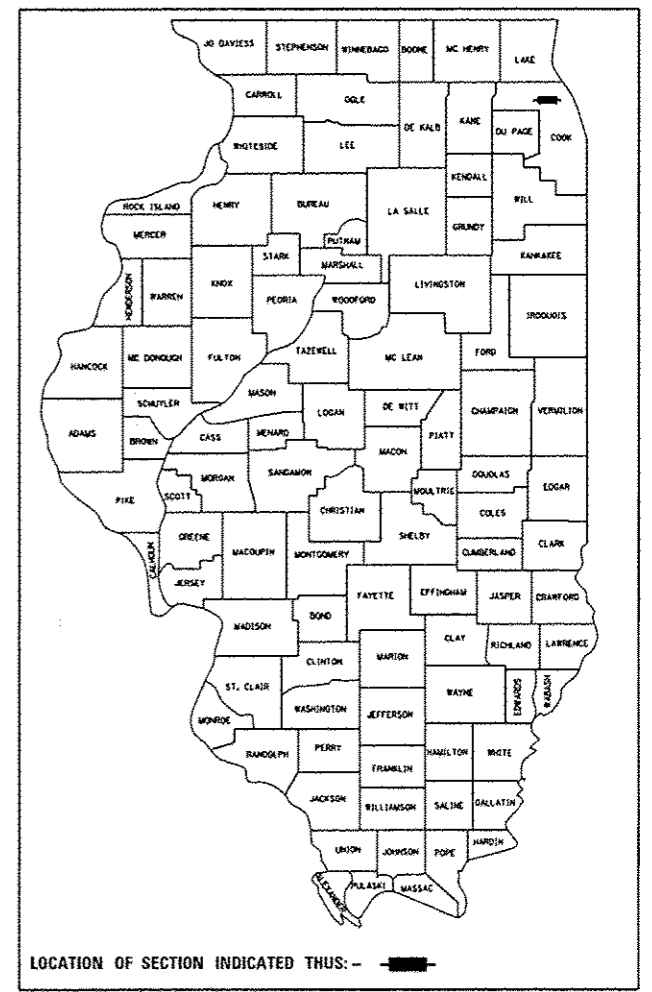 JO DAVIESS STEPHENSON WINNEBAGO BOONE MC HENRY LAKE
CARROLL OGLE DE KALB KANE DU PAGE COOK
WHITESIDE LEE
KENDALL
ROCK ISLAND HENRY BUREAU LA SALLE GRUNDY WILL
MERCER PUTNAM
STARK MARSHALL KANKAKEE
HENDERSON WARREN KNOX PEORIA WOODFORD LIVINGSTON IROQUOIS
HANCOCK MC DONOUGH FULTON TAZEWELL MC LEAN FORD
MASON
SCHUYLER LOGAN DE WITT CHAMPAIGN VERMILION
ADAMS BROWN CASS MENARD PIATT
MACON
MORGAN SANGAMON DOUGLAS EDGAR
PIKE SCOTT MOULTRIE
CHRISTIAN COLES
GREENE MACOUPIN MONTGOMERY SHELBY CLARK
CALHOUN CUMBERLAND
JERSEY FAYETTE EFFINGHAM JASPER CRAWFORD
MADISON BOND
CLAY RICHLAND LAWRENCE
CLINTON MARION
ST. CLAIR WAYNE EDWARDS WABASH
WASHINGTON JEFFERSON
MONROE
RANDOLPH PERRY HAMILTON WHITE
FRANKLIN
JACKSON WILLIAMSON SALINE GALLATIN
UNION JOHNSON POPE HARDIN
ALEXANDER PULASKI MASSAC
LOCATION OF SECTION INDICATED THUS:-